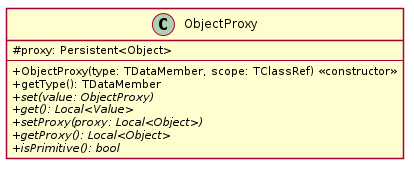 C ObjectProxy
#proxy: Persistent<Object>
+ObjectProxy(type: TDataMember, scope: TClassRef) «constructor»
+getType(): TDataMember
+set(value: ObjectProxy)
+get(): Local<Value>
+setProxy(proxy: Local<Object>)
+getProxy(): Local<Object>
+isPrimitive(): bool